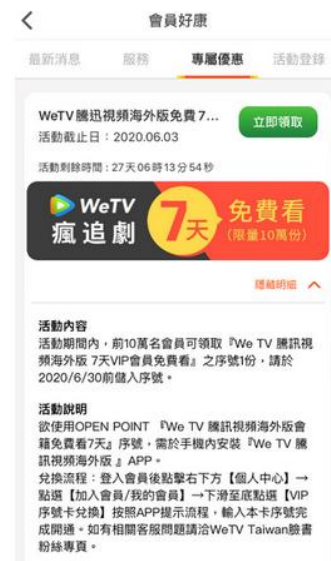 會員好康
最新消息 服務 專屬優惠 活動登錄
WeTV 騰迅視頻海外版免費 7...
立即領取
活動截止日：2020.06.03
活動剩餘時間：27天06時13分54秒
WeTV
瘋追劇
7天
免費看
(限量10萬份)
隱藏明細
活動內容
活動期間內，前10萬名會員可領取『We TV 騰訊視
頻海外版 7天VIP會員免費看』之序號1份，請於
2020/6/30前儲入序號。
活動說明
欲使用OPEN POINT 『We TV 騰訊視頻海外版會
籍免費看7天』序號，需於手機內安裝『We TV 騰
訊視頻海外版 』APP。
兌換流程：登入會員後點擊右下方【個人中心】→
點選【加入會員/我的會員】→下滑至底點選【VIP
序號卡兌換】按照APP提示流程，輸入本卡序號完
成開通。如有相關客服問題請洽WeTV Taiwan臉書
粉絲專頁。